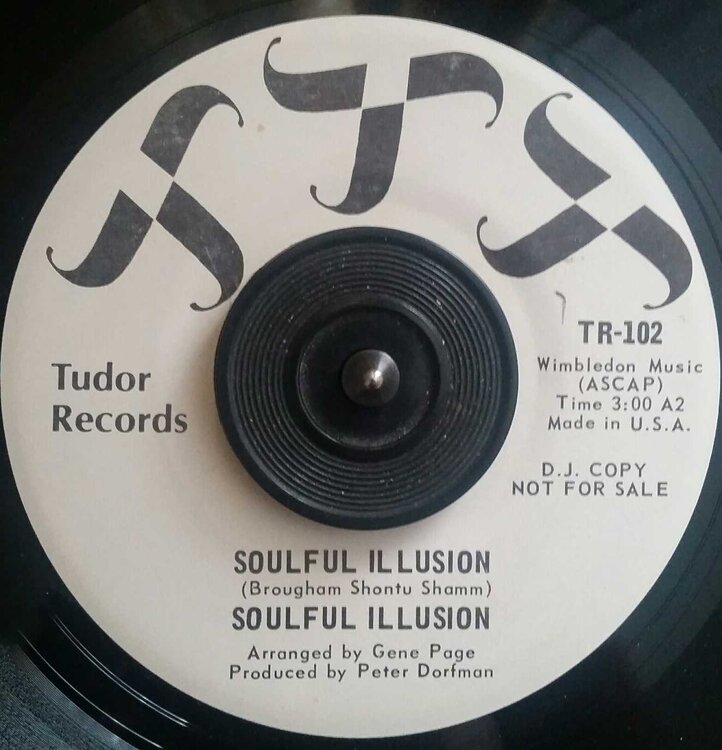 Tudor
Records
TR-102
Wimbledon Music
(ASCAP)
Time 3:00 A2
Made in U.S.A.
D.J. COPY
NOT FOR SALE
SOULFUL ILLUSION
(Brougham Shontu Shamm)
SOULFUL ILLUSION
Arranged by Gene Page
Produced by Peter Dorfman